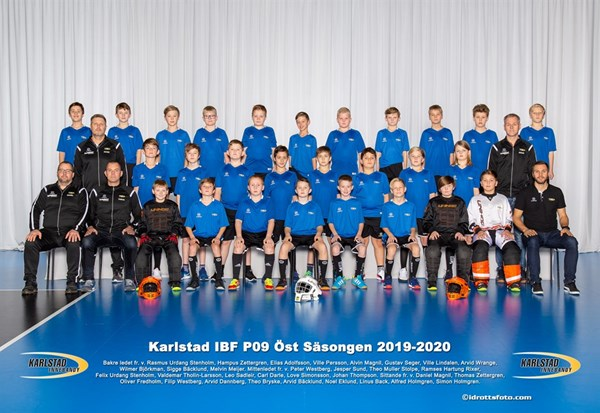 Karlstad IBF P09 Öst Säsongen 2019-2020
KARLSTAD
INNEBANDY
Bakre ledet fr. v. Rasmus Urdang Stenholm, Hampus Zettergren, Elias Adolfsson, Ville Persson, Alvin Magnil, Gustav Seger, Ville Lindalen, Arvid Wrange,
Wilmer Björkman, Sigge Bäcklund, Melvin Meijer. Mittenledet fr. v. Peter Westberg, Jesper Sund, Theo Muller Stolpe, Ramses Hartung Rixer,
Felix Urdang Stenholm, Valdemar Tholin-Larsson, Leo Sadleir, Carl Darte, Love Simonsson, Johan Thompson. Sittande fr. v. Daniel Magnil, Thomas Zettergren,
Oliver Fredholm, Filip Westberg, Arvid Dannberg, Theo Bryske, Arvid Bäcklund, Noel Eklund, Linus Back, Alfred Holmgren, Simon Holmgren.
KARLSTAD
INNEBANDY
©idrottsfoto.com